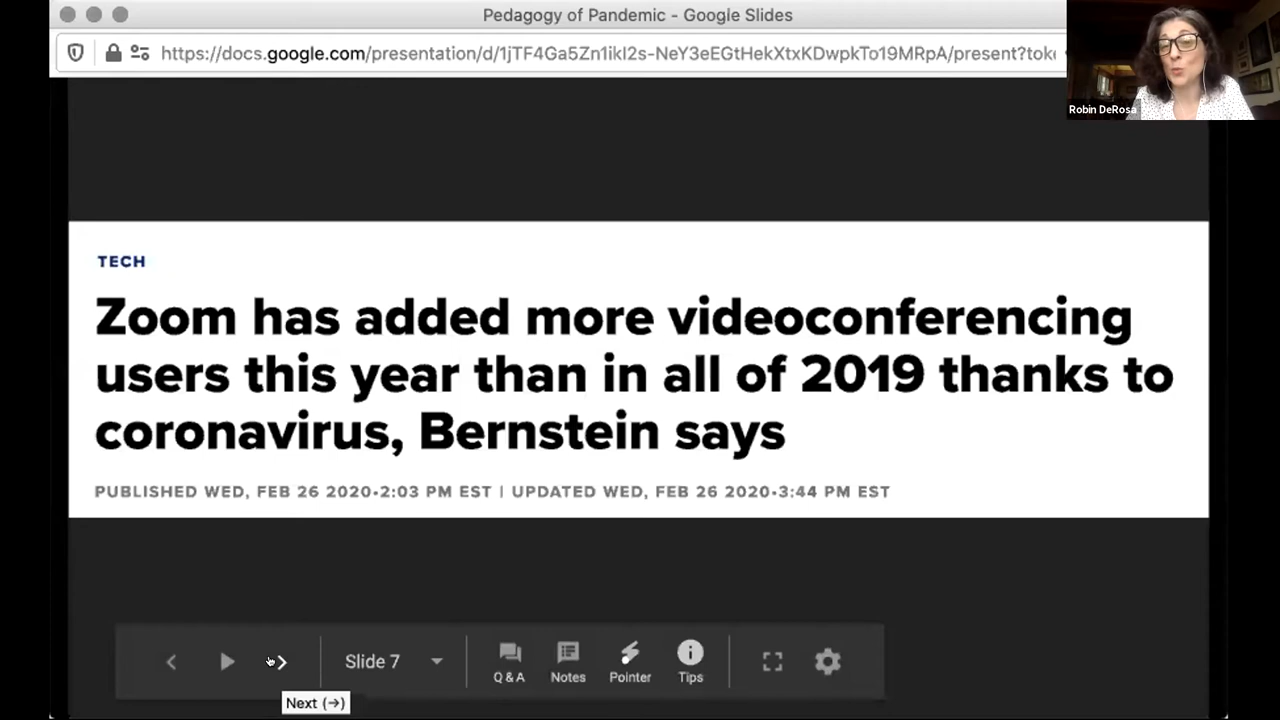 Pedagogy of Pandemic - Google Slides
https://docs.google.com/presentation/d/1jTF4Ga5Zn1ikI2s-NeY3eEGtHekXtxKDwpkTo19MRpA/present?toke
Robin DeRosa
TECH
Zoom has added more videoconferencing
users this year than in all of 2019 thanks to
coronavirus, Bernstein says
PUBLISHED WED, FEB 26 2020•2:03 PM EST | UPDATED WED, FEB 26 2020•3:44 PM EST
Slide 7
Q & A
Notes
Pointer
Tips
Next (→)